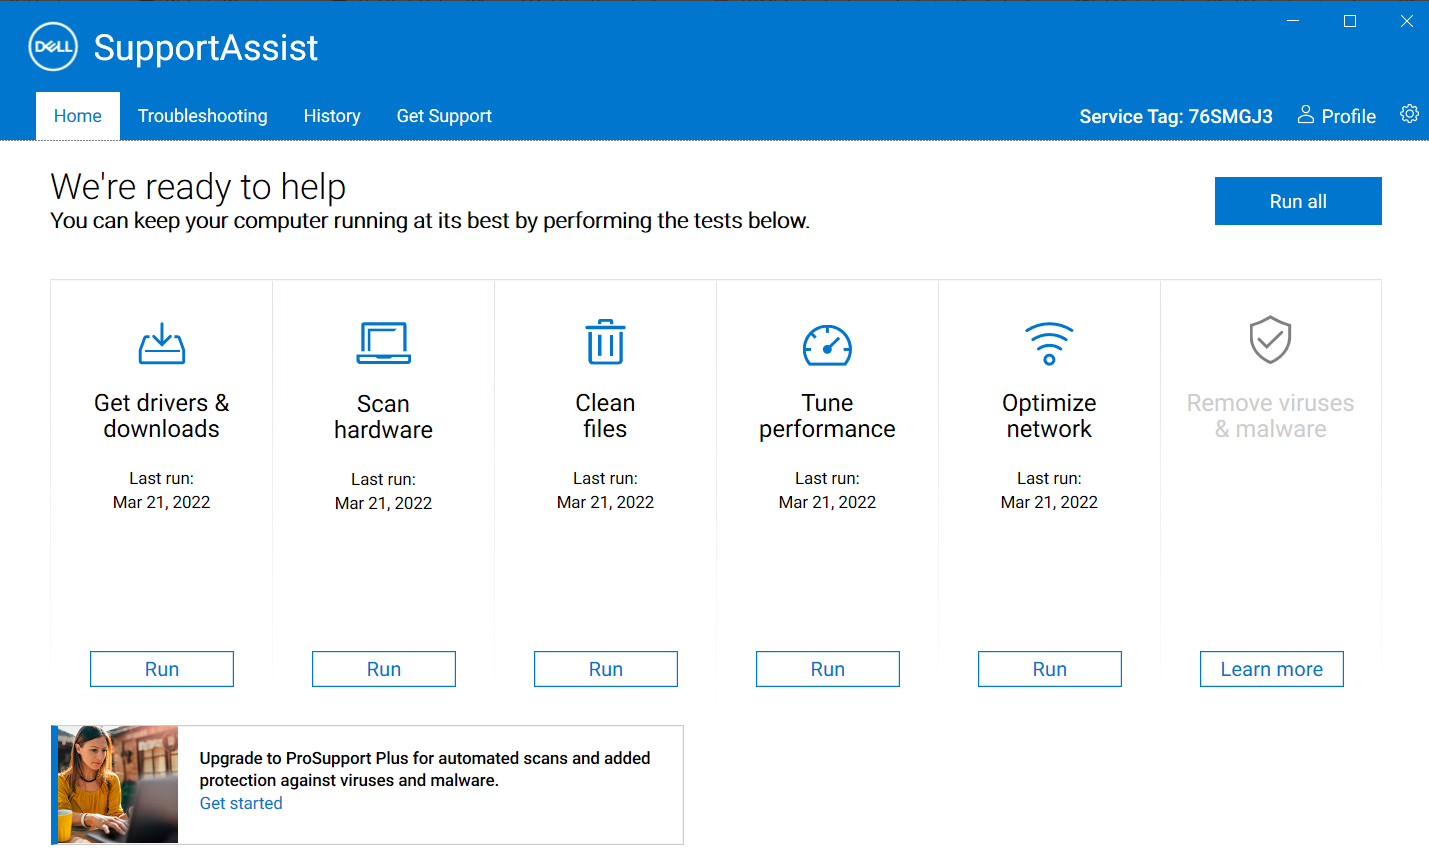 DELL
SupportAssist
Home
Troubleshooting
History
Get Support
Service Tag: 76SMGJ3
Profile
We're ready to help
You can keep your computer running at its best by performing the tests below.
Run all
Get drivers &
downloads
Last run:
Mar 21, 2022
Run
Scan
hardware
Last run:
Mar 21, 2022
Run
Clean
files
Last run:
Mar 21, 2022
Run
Tune
performance
Last run:
Mar 21, 2022
Run
Optimize
network
Last run:
Mar 21, 2022
Run
Remove viruses
& malware
Learn more
Upgrade to ProSupport Plus for automated scans and added
protection against viruses and malware.
Get started